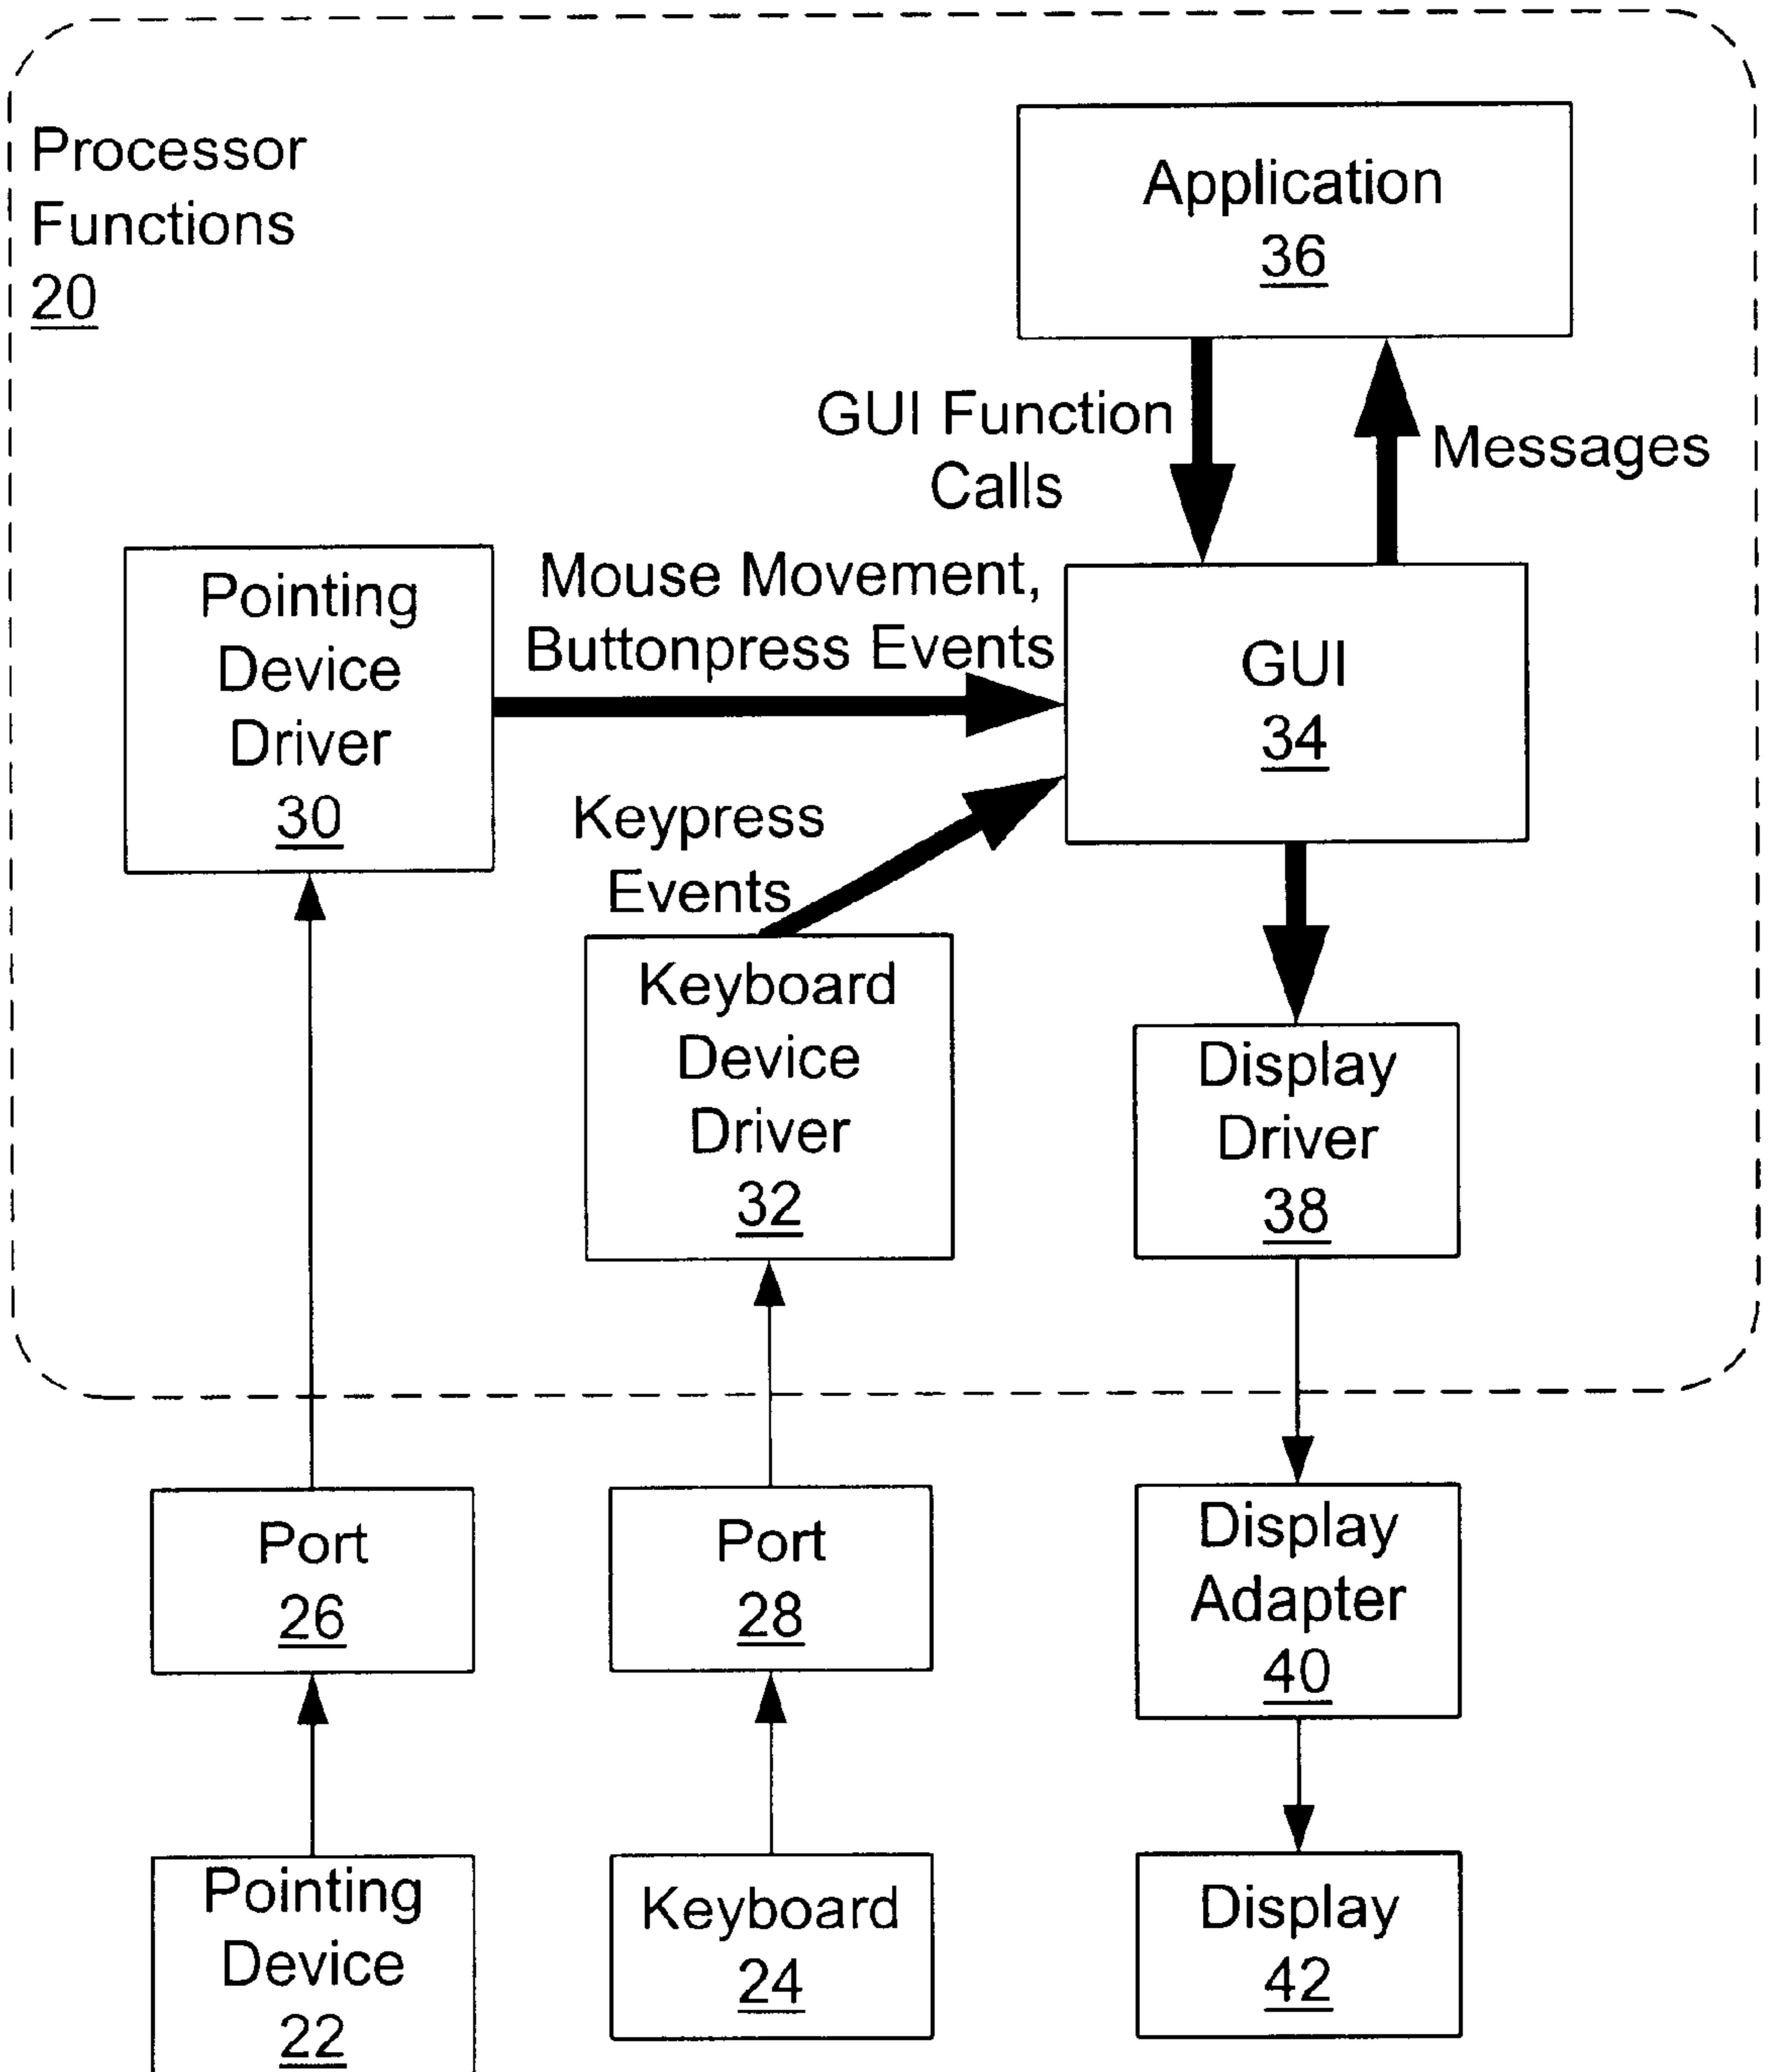 Processor
Functions
20
Application
36
GUI Function
Calls
Messages
Pointing
Device
Driver
30
Mouse Movement,
Buttonpress Events
GUI
34
Keypress
Events
Keyboard
Device
Driver
32
Display
Driver
38
Port
26
Port
28
Display
Adapter
40
Pointing
Device
22
Keyboard
24
Display
42